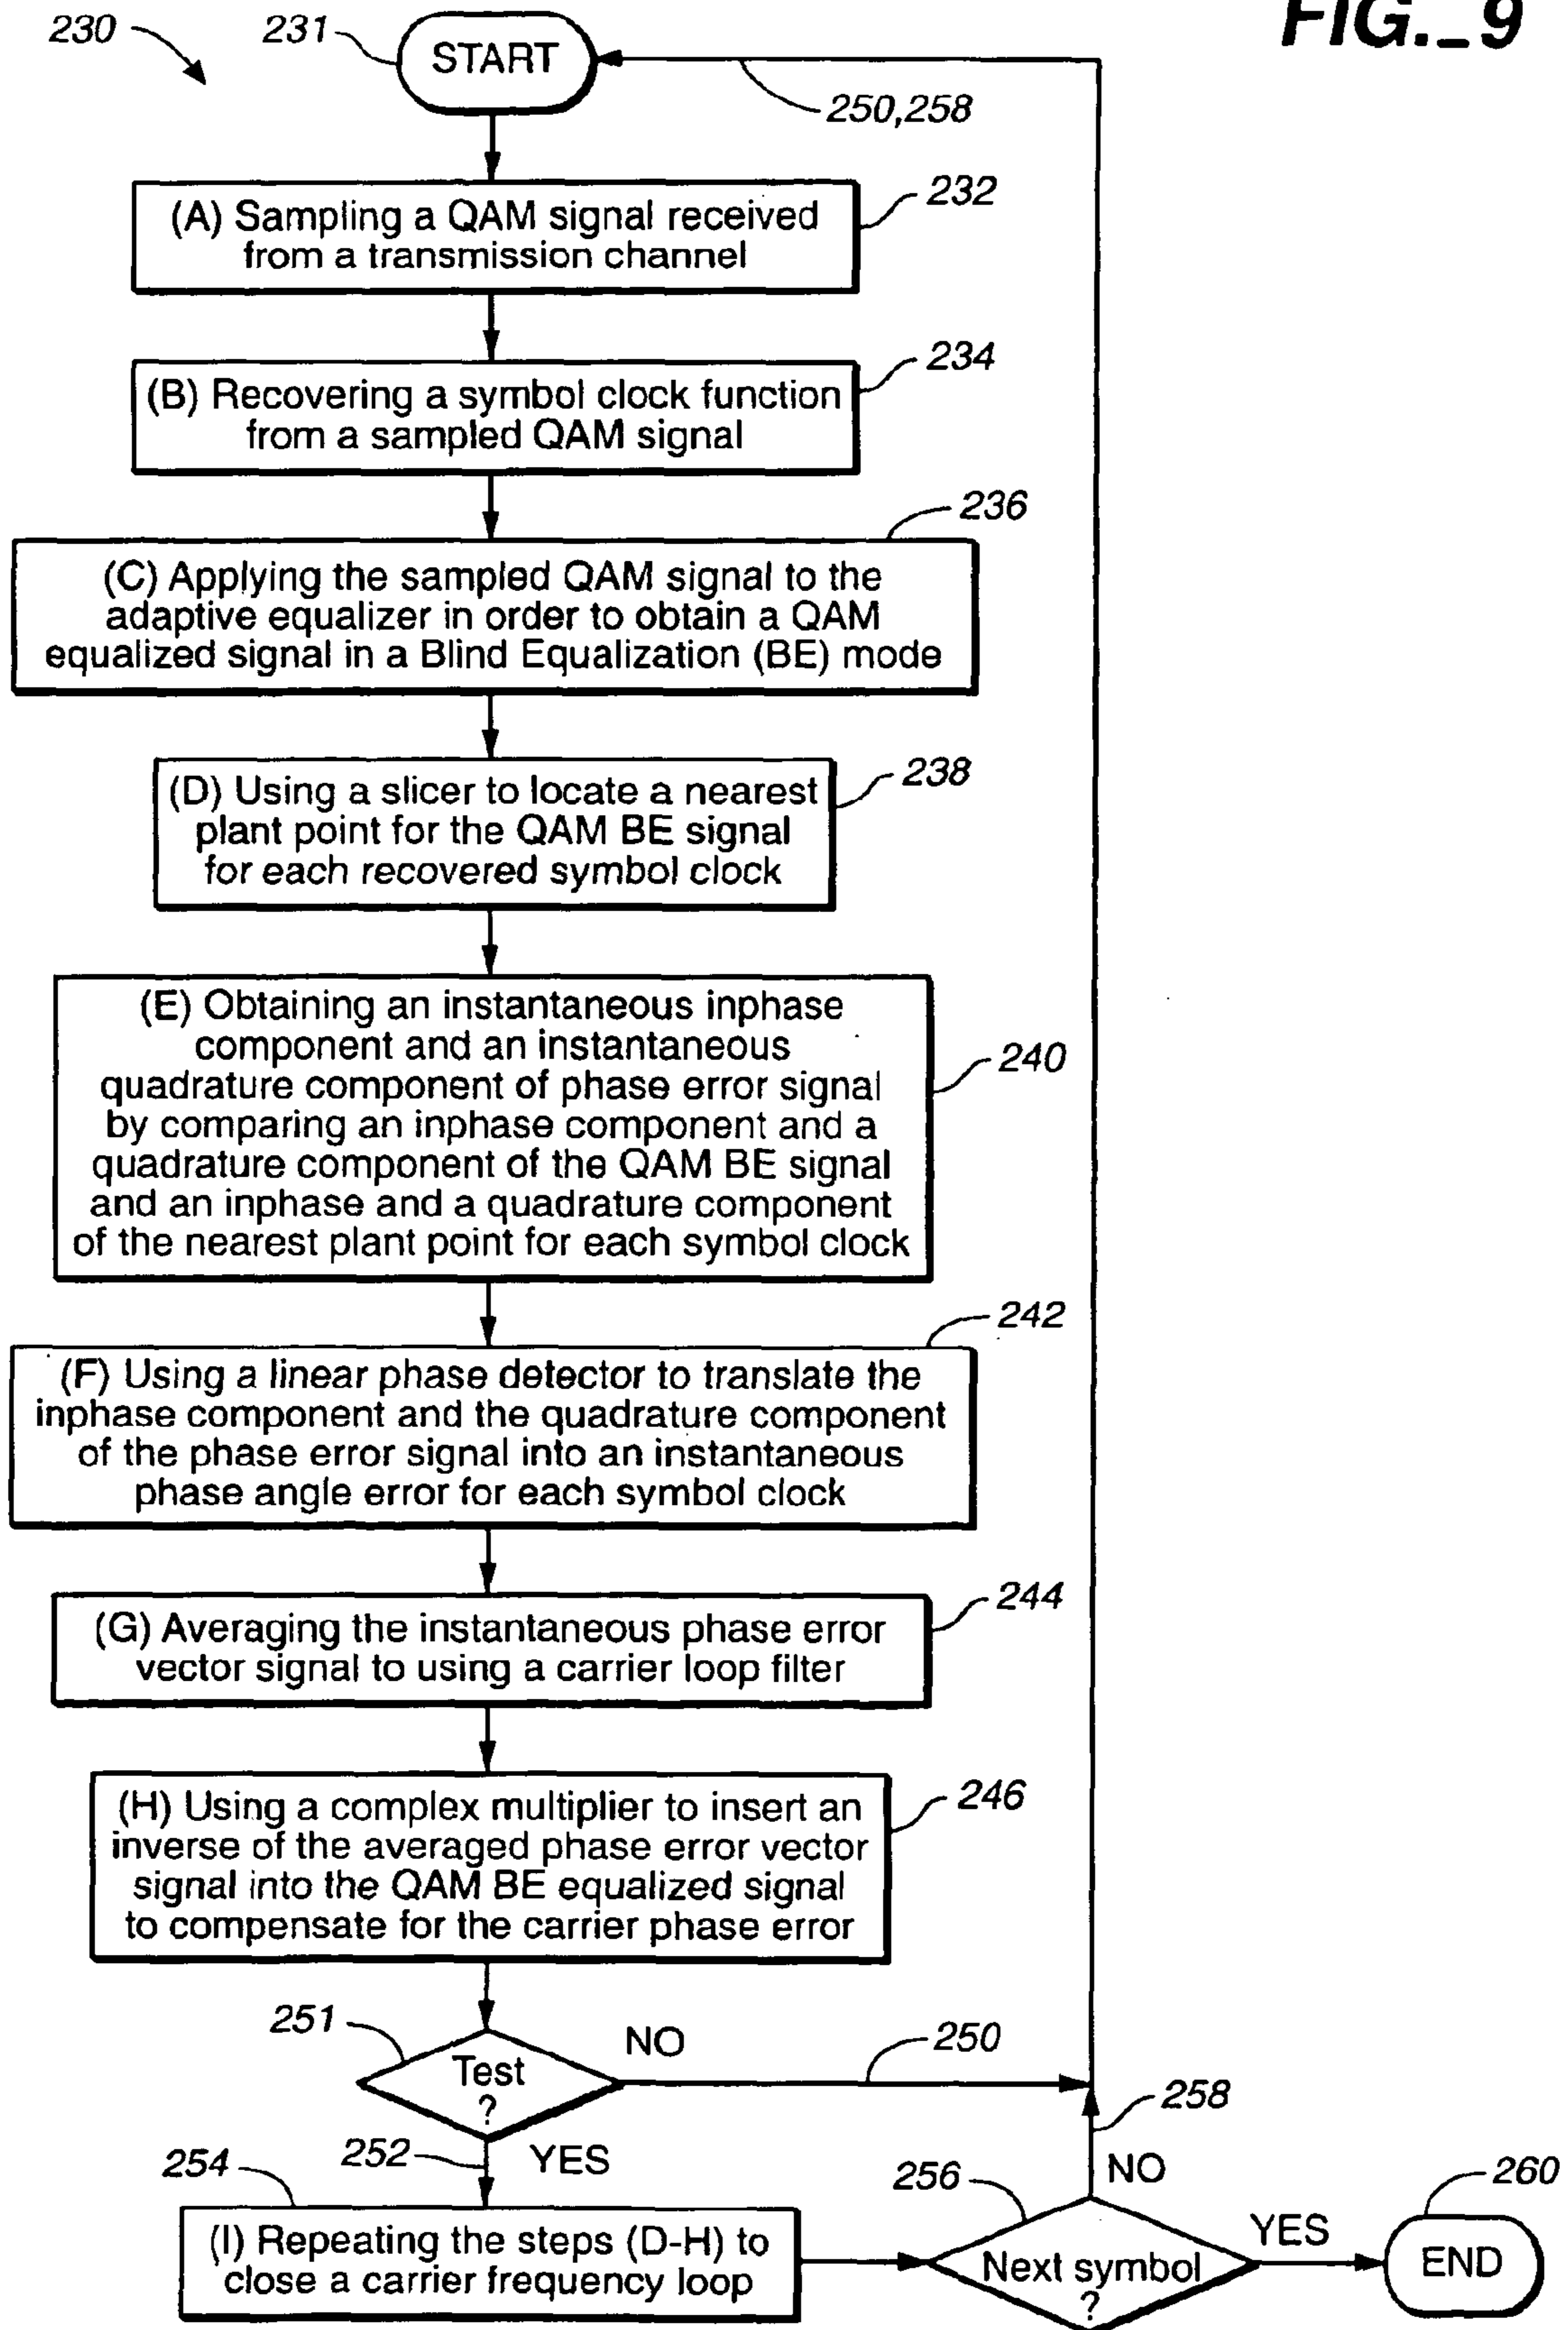 FIG._9
230
231
START
250,258
232
(A) Sampling a QAM signal received
from a transmission channel
234
(B) Recovering a symbol clock function
from a sampled QAM signal
236
(C) Applying the sampled QAM signal to the
adaptive equalizer in order to obtain a QAM
equalized signal in a Blind Equalization (BE) mode
238
(D) Using a slicer to locate a nearest
plant point for the QAM BE signal
for each recovered symbol clock
(E) Obtaining an instantaneous inphase
component and an instantaneous
quadrature component of phase error signal
by comparing an inphase component and a
quadrature component of the QAM BE signal
and an inphase and a quadrature component
of the nearest plant point for each symbol clock
240
242
(F) Using a linear phase detector to translate the
inphase component and the quadrature component
of the phase error signal into an instantaneous
phase angle error for each symbol clock
244
(G) Averaging the instantaneous phase error
vector signal to using a carrier loop filter
246
(H) Using a complex multiplier to insert an
inverse of the averaged phase error vector
signal into the QAM BE equalized signal
to compensate for the carrier phase error
251
Test
?
NO
250
258
252
YES
254
(I) Repeating the steps (D-H) to
close a carrier frequency loop
256
NO
Next symbol
?
YES
260
END